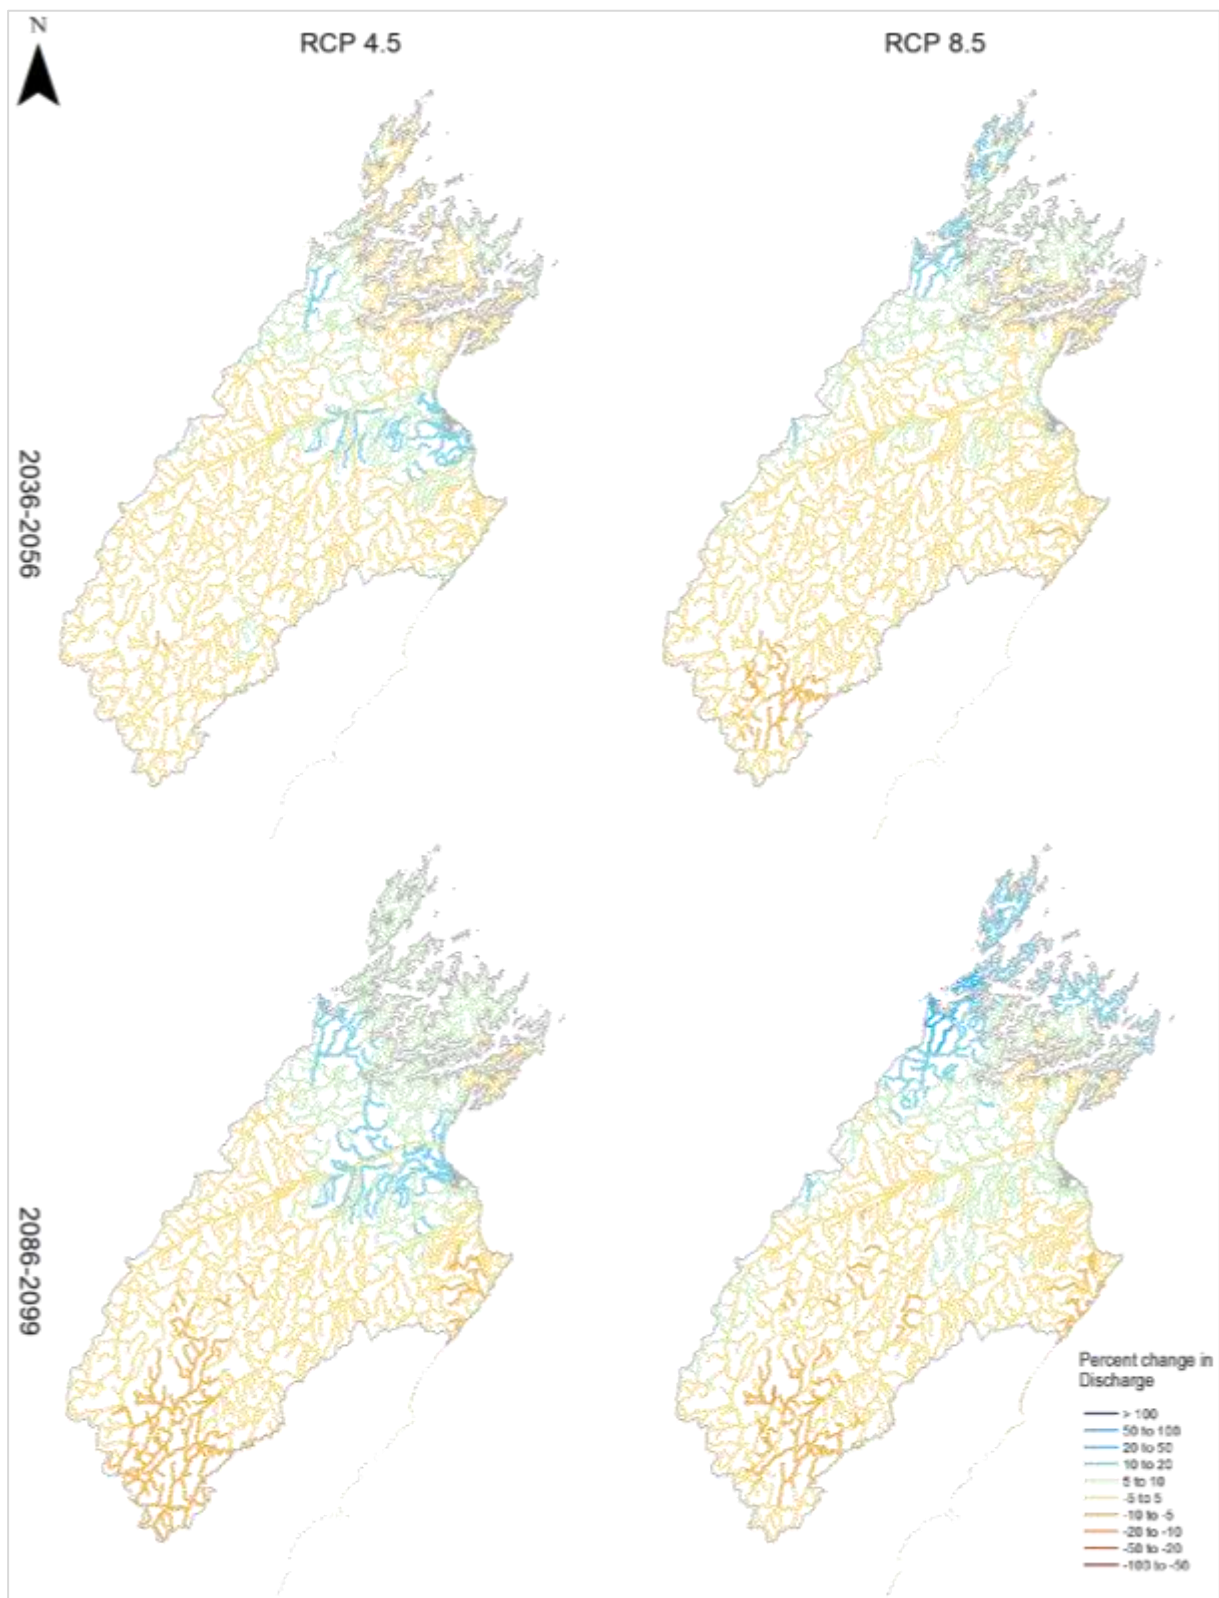 N
RCP 4.5
RCP 8.5
2036-2056
2086-2099
Percent change in
Discharge
> 100
50 to 100
20 to 50
10 to 20
5 to 10
-5 to 5
-10 to -5
-20 to -10
-50 to -20
-100 to -50